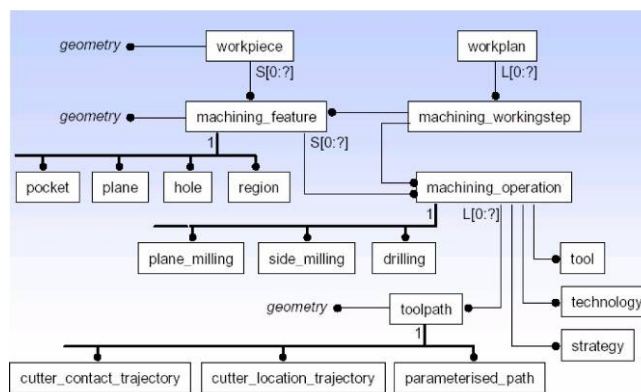 geometry
workpiece
workplan
S[0:?]
L[0:?]
geometry
machining_feature
machining_workingstep
1
S[0:?]
pocket
plane
hole
region
machining_operation
1
L[0:?]
plane_milling
side_milling
drilling
tool
geometry
toolpath
technology
1
strategy
cutter_contact_trajectory
cutter_location_trajectory
parameterised_path